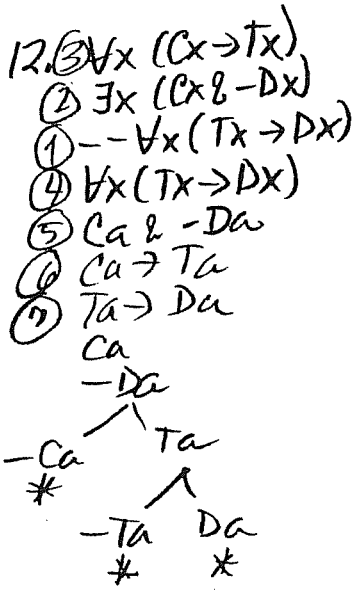 12. ③ ∀x (Cx→Tx)
② ∃x (Cx & -Dx)
① --∀x (Tx→Dx)
④ ∀x (Tx→Dx)
⑤ Ca & -Da
⑥ Ca→Ta
⑦ Ta→Da
Ca
-Da
-Ca Ta
*
-Ta Da
* *